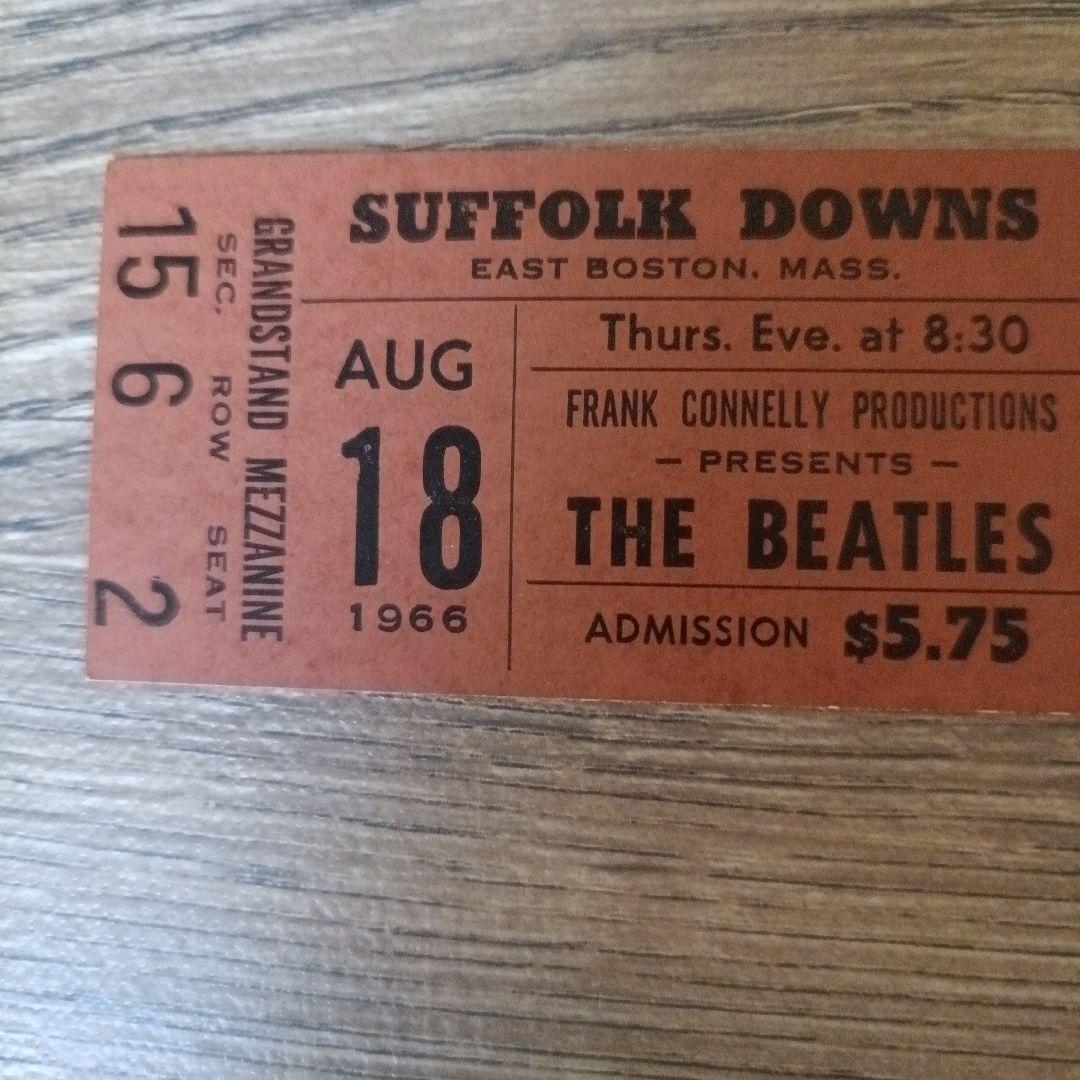 SUFFOLK DOWNS
EAST BOSTON. MASS.
GRANDSTAND MEZZANINE
SEC. ROW SEAT
15 6 2
AUG
18
1966
Thurs. Eve. at 8:30
FRANK CONNELLY PRODUCTIONS
— PRESENTS —
THE BEATLES
ADMISSION $5.75